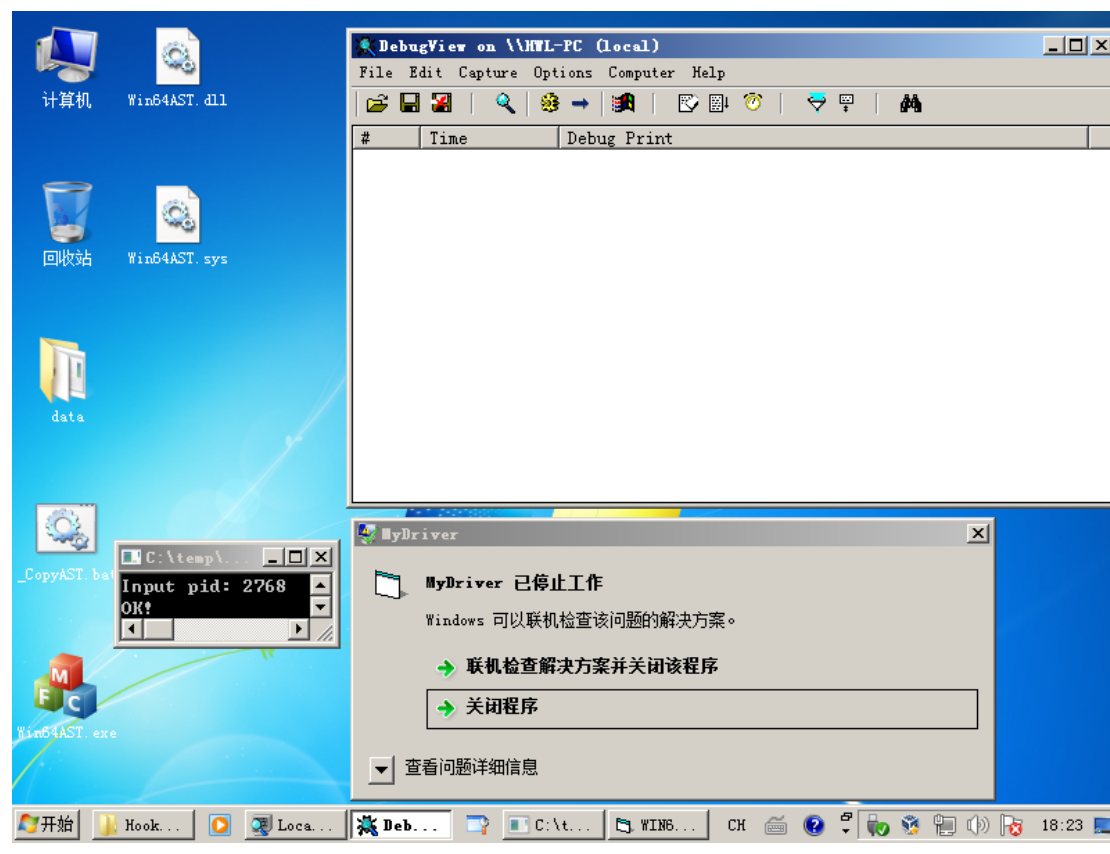 计算机
Win64AST.dll
回收站
Win64AST.sys
data
_CopyAST.bat
Win64AST.exe
DebugView on \\HWL-PC (local)
File Edit Capture Options Computer Help
# Time Debug Print
C:\temp\...
Input pid: 2768
OK!
MyDriver
MyDriver 已停止工作
Windows 可以联机检查该问题的解决方案。
联机检查解决方案并关闭该程序
关闭程序
查看问题详细信息
开始 Hook... Loca... Deb... C:\t... WIN6... CH 18:23